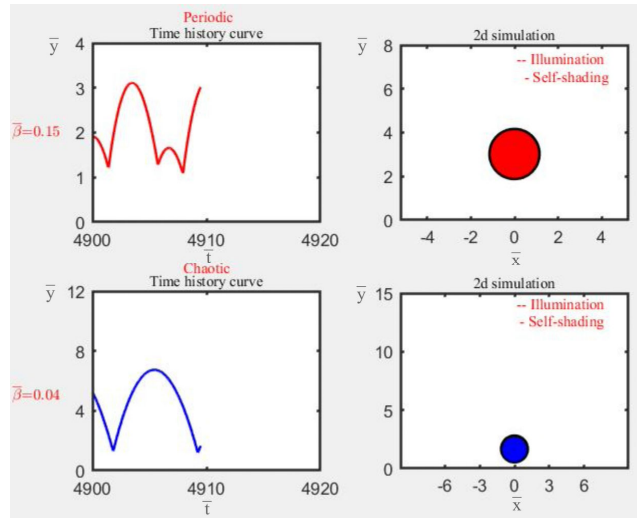 Periodic
Time history curve
ȳ
4
3
2
1
0
β̄=0.15
4900
4910
4920
t̄
2d simulation
ȳ
8
6
4
2
0
-- Illumination
- Self-shading
-4
-2
0
2
4
x̄
Chaotic
Time history curve
ȳ
12
8
4
0
β̄=0.04
4900
4910
4920
t̄
2d simulation
ȳ
15
10
5
0
-- Illumination
- Self-shading
-6
-3
0
3
6
x̄